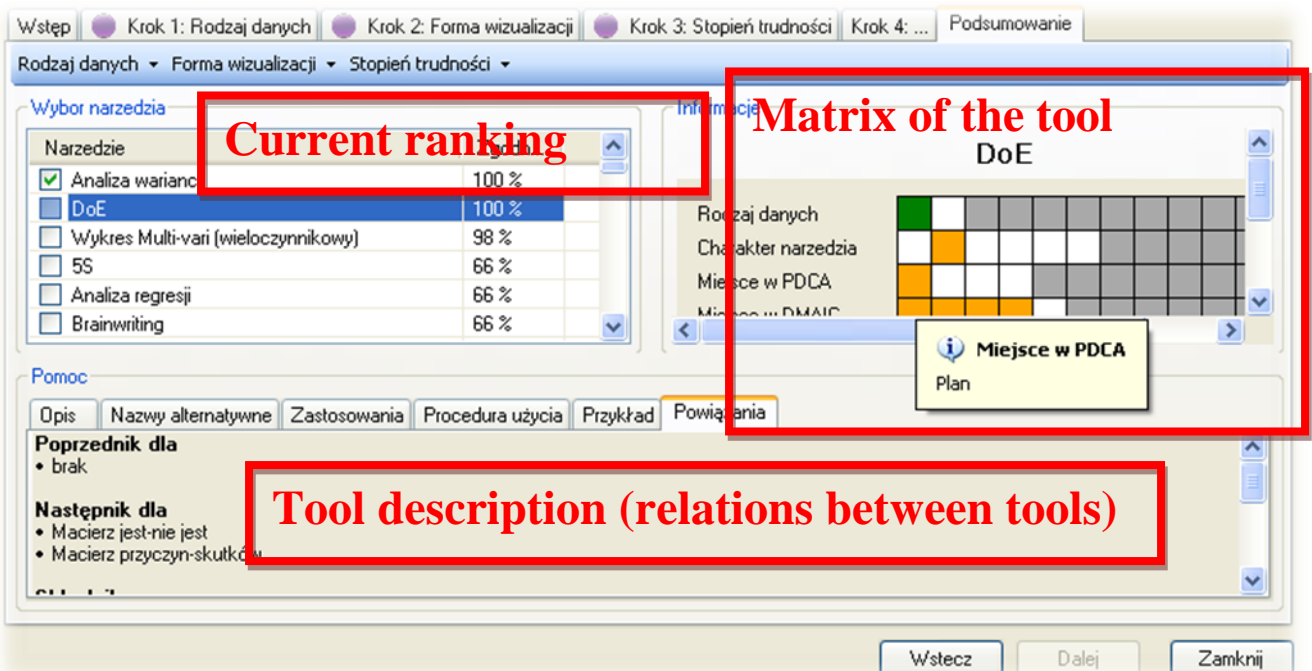 Wstęp Krok 1: Rodzaj danych Krok 2: Forma wizualizacji Krok 3: Stopień trudności Krok 4: ... Podsumowanie
Rodzaj danych Forma wizualizacji Stopień trudności
Wybor narzedzia
Current ranking
Narzedzie
Analiza warianc 100 %
DoE 100 %
Wykres Multi-vari (wieloczynnikowy) 98 %
5S 66 %
Analiza regresji 66 %
Brainwriting 66 %
Informacje
Matrix of the tool
DoE
Rodzaj danych
Charakter narzedzia
Miejsce w PDCA
Miejsce w DMAIC
Miejsce w PDCA
Plan
Pomoc
Opis Nazwy alternatywne Zastosowania Procedura użycia Przykład Powiązania
Poprzednik dla
• brak
Tool description (relations between tools)
Następnik dla
• Macierz jest-nie jest
• Macierz przyczyn-skutków
Wstecz Dalej Zamknij